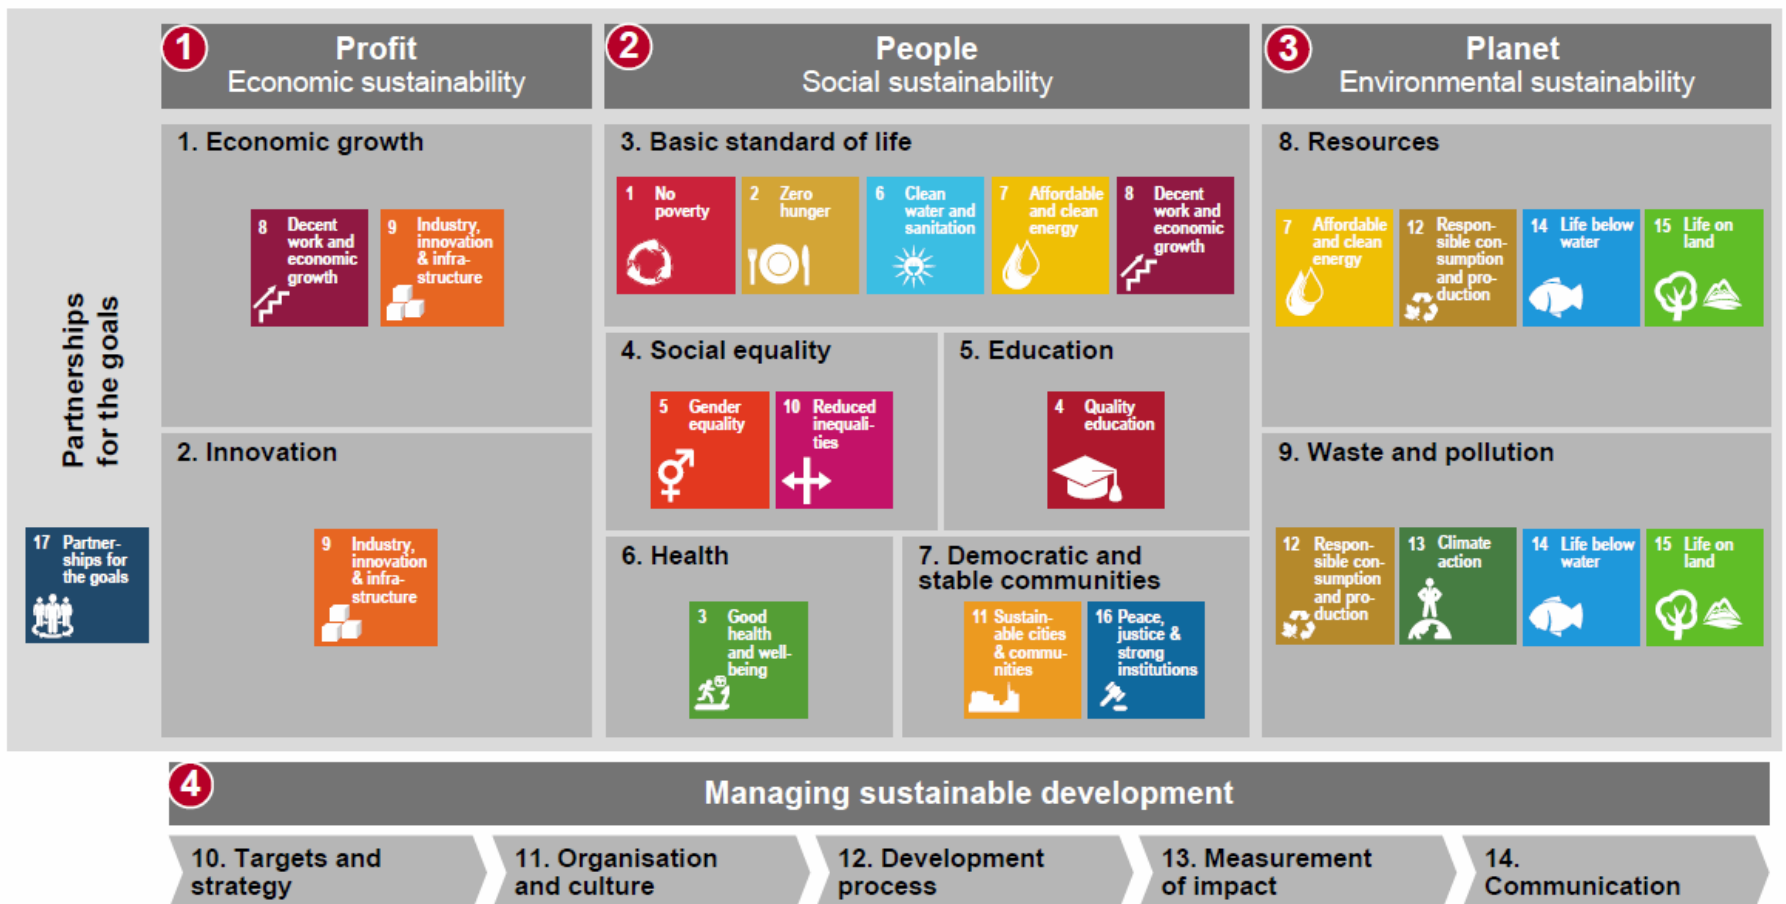 Partnerships
for the goals
17 Partner-
ships for
the goals
1
Profit
Economic sustainability
1. Economic growth
8 Decent
work and
economic
growth
9 Industry,
innovation
& infra-
structure
2. Innovation
9 Industry,
innovation
& infra-
structure
2
People
Social sustainability
3. Basic standard of life
1 No
poverty
2 Zero
hunger
6 Clean
water and
sanitation
7 Affordable
and clean
energy
8 Decent
work and
economic
growth
4. Social equality
5 Gender
equality
10 Reduced
inequali-
ties
5. Education
4 Quality
education
6. Health
3 Good
health
and well-
being
7. Democratic and
stable communities
11 Sustain-
able cities
& commu-
nities
16 Peace,
justice &
strong
institutions
3
Planet
Environmental sustainability
8. Resources
7 Affordable
and clean
energy
12 Respon-
sible con-
sumption
and pro-
duction
14 Life below
water
15 Life on
land
9. Waste and pollution
12 Respon-
sible con-
sumption
and pro-
duction
13 Climate
action
14 Life below
water
15 Life on
land
4
Managing sustainable development
10. Targets and
strategy
11. Organisation
and culture
12. Development
process
13. Measurement
of impact
14.
Communication